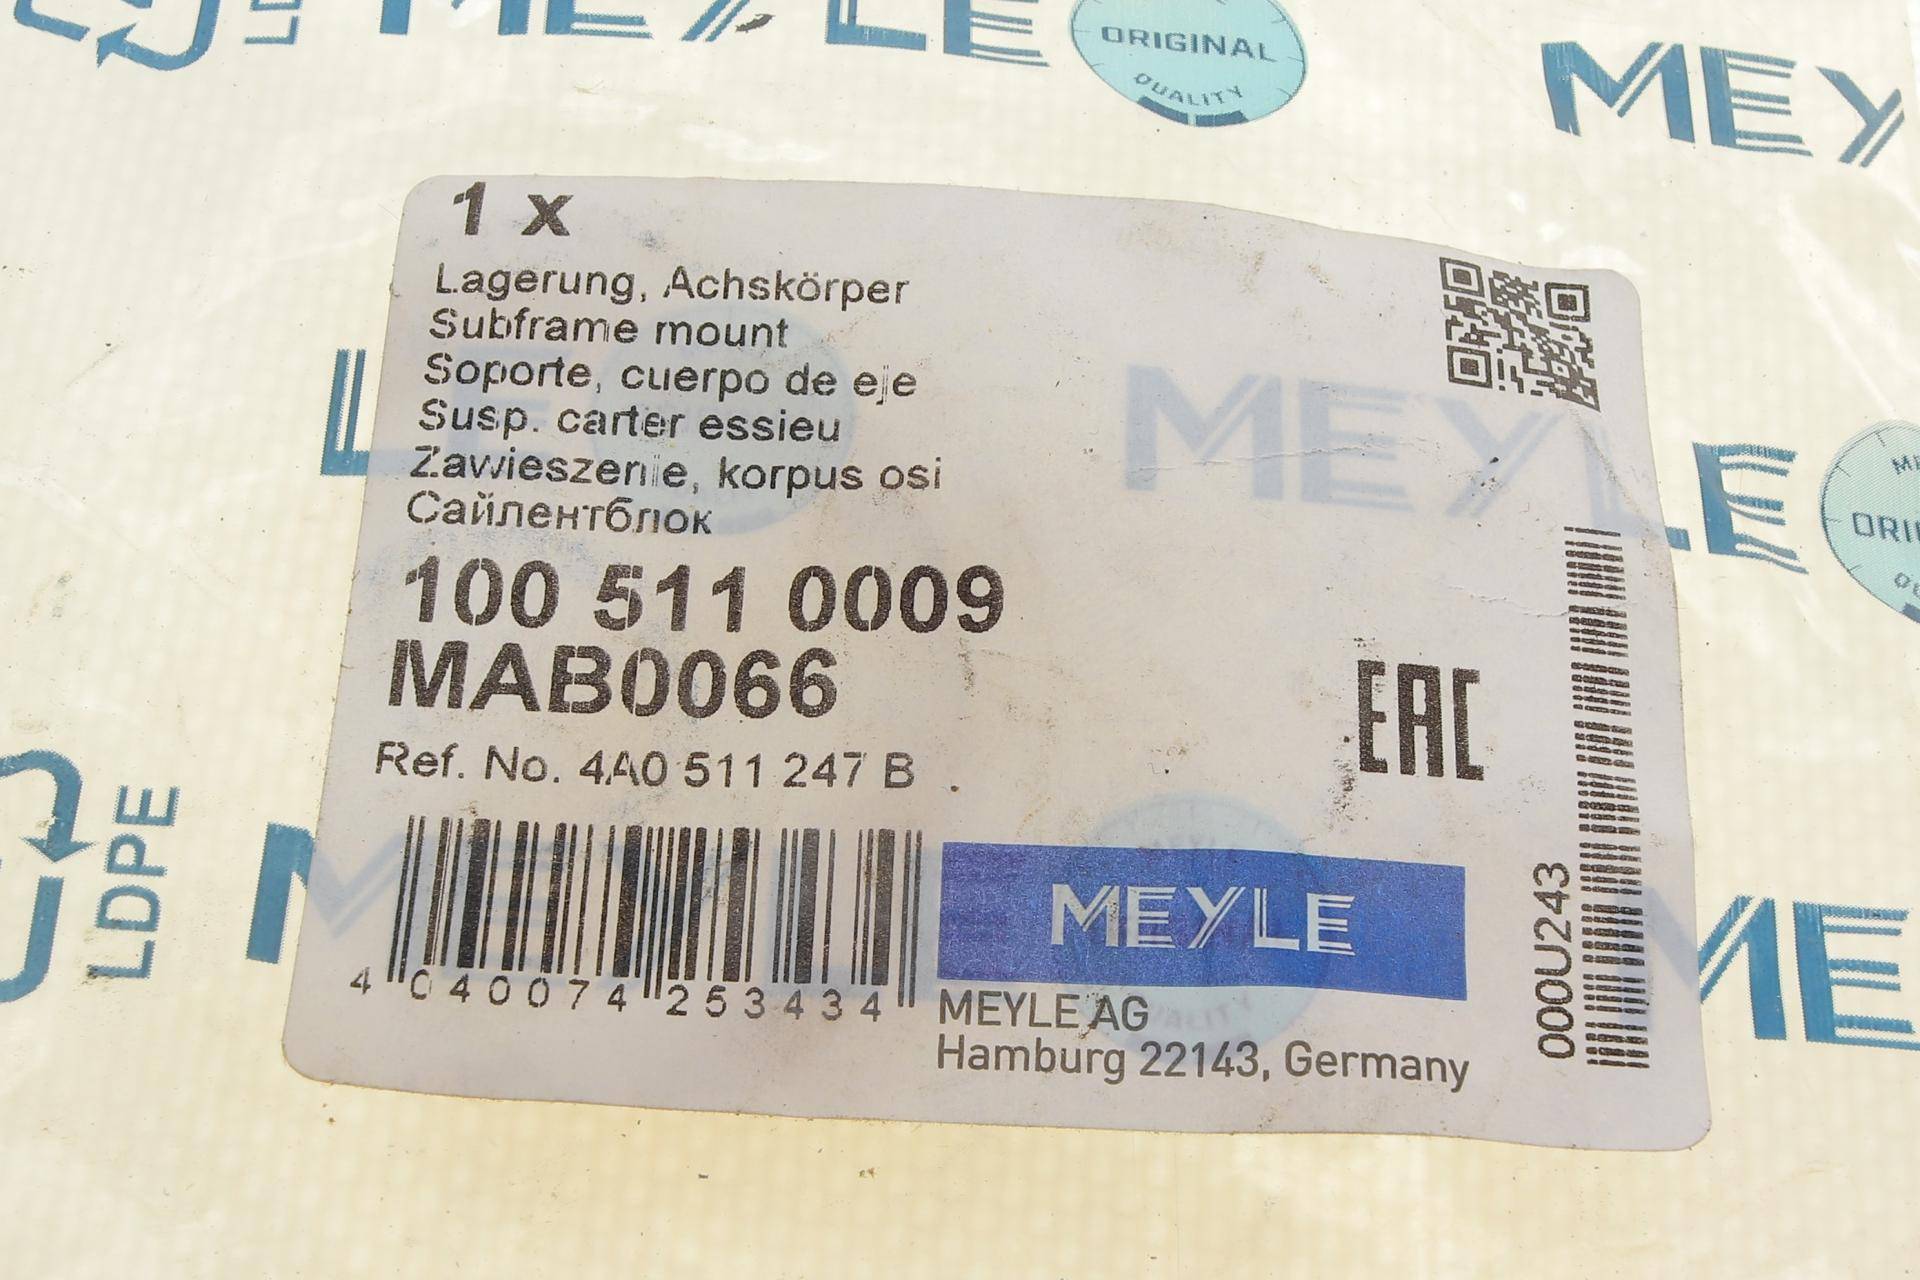 MEYLE
ORIGINAL
QUALITY
MEY
1 x
Lagerung, Achskörper
Subframe mount
Soporte, cuerpo de eje
Susp. carter essieu
Zawieszenie, korpus osi
Сайлентблок
MEYLE
100 511 0009
MAB0066
Ref. No. 4A0 511 247 B
EAC
4 040074 253434
MEYLE
MEYLE AG
Hamburg 22143, Germany
000U243
LDPE